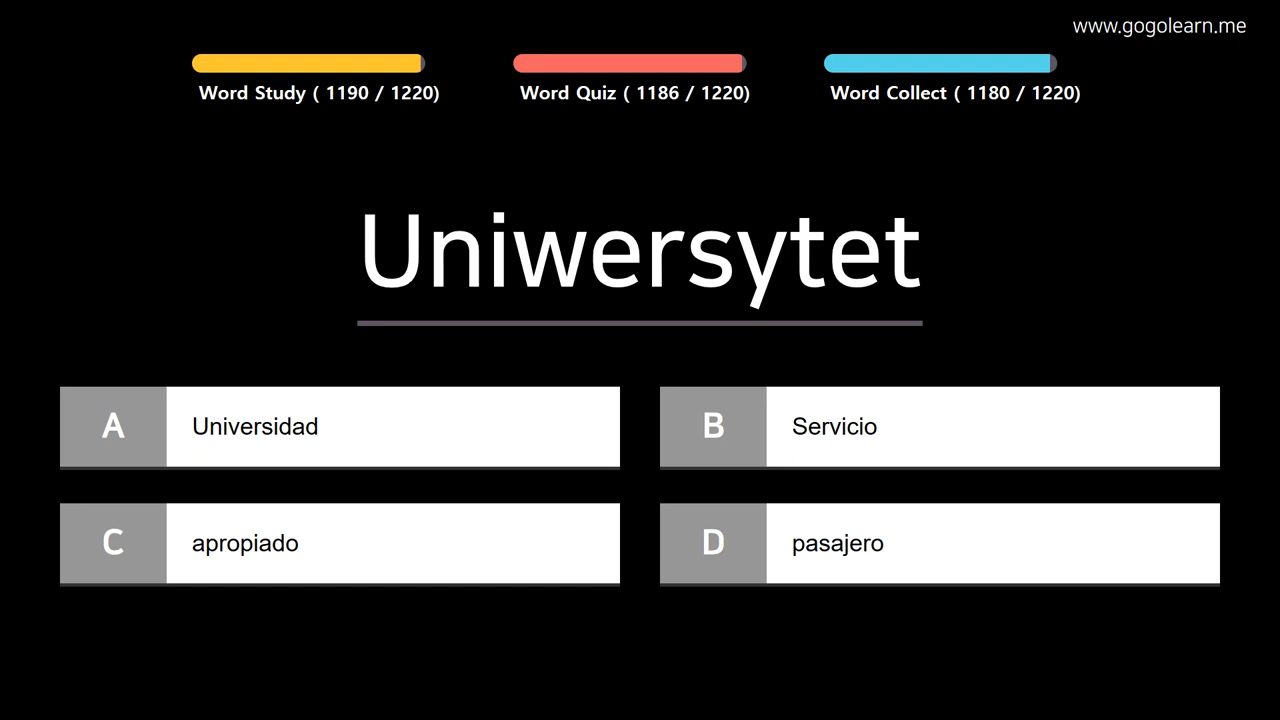 www.gogolearn.me
Word Study ( 1190 / 1220)
Word Quiz ( 1186 / 1220)
Word Collect ( 1180 / 1220)
Uniwersytet
A Universidad
B Servicio
C apropiado
D pasajero